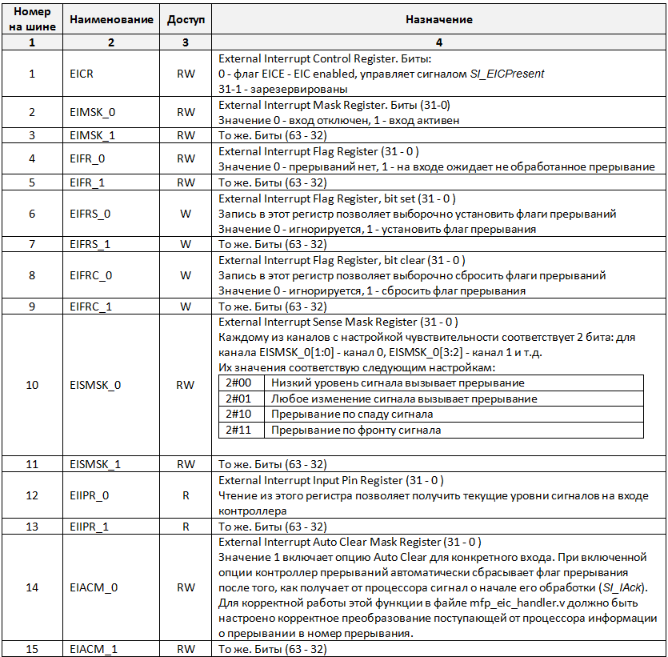 Номер на шине Наименование Доступ Назначение
1 2 3 4
1 EICR RW External Interrupt Control Register. Биты:
0 - флаг EICE - EIC enabled, управляет сигналом SI_EICPresent
31-1 - зарезервированы
2 EIMSK_0 RW External Interrupt Mask Register. Биты (31-0)
Значение 0 - вход отключен, 1 - вход активен
3 EIMSK_1 RW То же. Биты (63 - 32)
4 EIFR_0 RW External Interrupt Flag Register (31 - 0 )
Значение 0 - прерываний нет, 1 - на входе ожидает не обработанное прерывание
5 EIFR_1 RW То же. Биты (63 - 32)
6 EIFRS_0 W External Interrupt Flag Register, bit set (31 - 0 )
Запись в этот регистр позволяет выборочно установить флаги прерываний
Значение 0 - игнорируется, 1 - установить флаг прерывания
7 EIFRS_1 W То же. Биты (63 - 32)
8 EIFRC_0 W External Interrupt Flag Register, bit clear (31 - 0 )
Запись в этот регистр позволяет выборочно сбросить флаги прерываний
Значение 0 - игнорируется, 1 - сбросить флаг прерывания
9 EIFRC_1 W То же. Биты (63 - 32)
10 EISMSK_0 RW External Interrupt Sense Mask Register (31 - 0 )
Каждому из каналов с настройкой чувствительности соответствует 2 бита: для
канала EISMSK_0[1:0] - канал 0, EISMSK_0[3:2] - канал 1 и т.д.
Их значения соответствую следующим настройкам:
2#00 Низкий уровень сигнала вызывает прерывание
2#01 Любое изменение сигнала вызывает прерывание
2#10 Прерывание по спаду сигнала
2#11 Прерывание по фронту сигнала
11 EISMSK_1 RW То же. Биты (63 - 32)
12 EIIPR_0 R External Interrupt Input Pin Register (31 - 0 )
Чтение из этого регистра позволяет получить текущие уровни сигналов на входе
контроллера
13 EIIPR_1 R То же. Биты (63 - 32)
14 EIACM_0 RW External Interrupt Auto Clear Mask Register (31 - 0 )
Значение 1 включает опцию Auto Clear для конкретного входа. При включенной
опции контроллер прерываний автоматически сбрасывает флаг прерывания
после того, как получает от процессора сигнал о начале его обработки (SI_IAck).
Для корректной работы этой функции в файле mfp_eic_handler.v должно быть
настроено корректное преобразование поступающей от процессора информации
о прерывании в номер прерывания.
15 EIACM_1 RW То же. Биты (63 - 32)